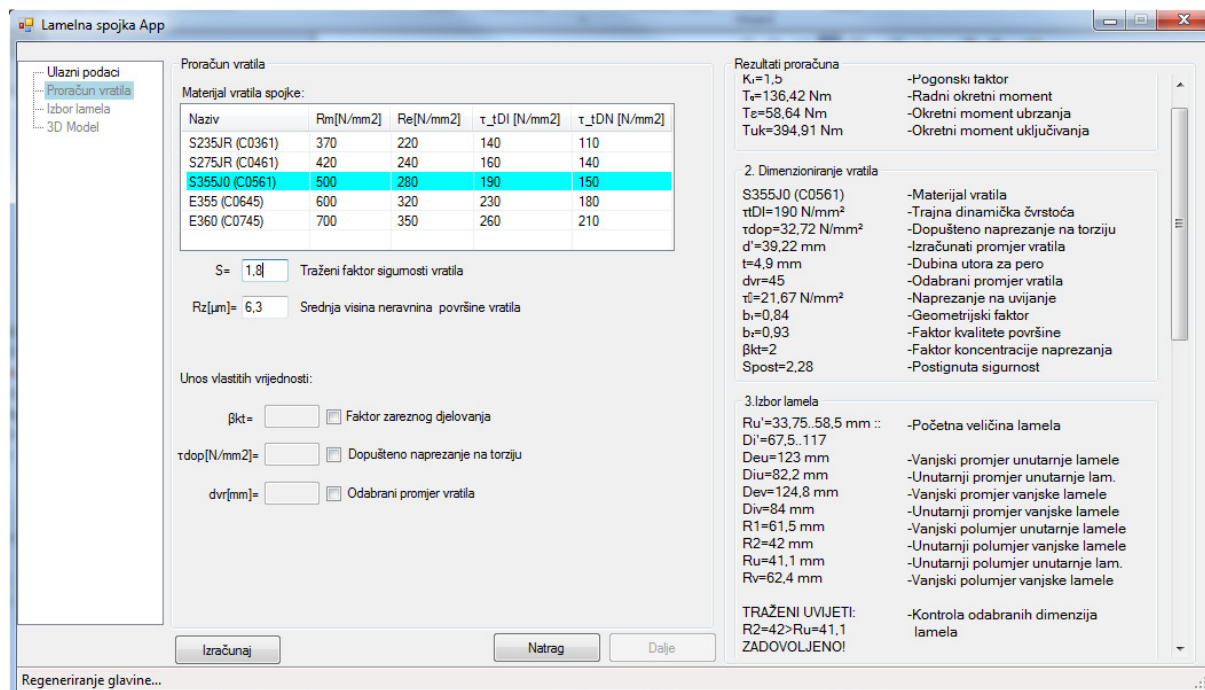 Lamelna spojka App
Ulazni podaci
Proračun vratila
Izbor lamela
3D Model
Proračun vratila
Materijal vratila spojke:
Naziv Rm[N/mm2] Re[N/mm2] τ_tDI [N/mm2] τ_tDN [N/mm2]
S235JR (C0361) 370 220 140 110
S275JR (C0461) 420 240 160 140
S355J0 (C0561) 500 280 190 150
E355 (C0645) 600 320 230 180
E360 (C0745) 700 350 260 210
S= 1,8 Traženi faktor sigurnosti vratila
Rz[µm]= 6,3 Srednja visina neravnina površine vratila
Unos vlastitih vrijednosti:
βkt= Faktor zareznog djelovanja
τdop[N/mm2]= Dopušteno naprezanje na torziju
dvr[mm]= Odabrani promjer vratila
Izračunaj
Natrag
Dalje
Rezultati proračuna
-Pogonski faktor
-Radni okretni moment
Tε=58,64 Nm -Okretni moment ubrzanja
Tuk=394,91 Nm -Okretni moment uključivanja
2. Dimenzioniranje vratila
S355J0 (C0561) -Materijal vratila
τtDI=190 N/mm² -Trajna dinamička čvrstoća
τdop=32,72 N/mm² -Dopušteno naprezanje na torziju
d'=39,22 mm -Izračunati promjer vratila
t=4,9 mm -Dubina utora za pero
dvr=45 -Odabrani promjer vratila
τ▯=21,67 N/mm² -Naprezanje na uvijanje
b₁=0,84 -Geometrijski faktor
b₂=0,93 -Faktor kvalitete površine
βkt=2 -Faktor koncentracije naprezanja
Spost=2,28 -Postignuta sigurnost
3.Izbor lamela
Ru'=33,75..58,5 mm :: -Početna veličina lamela
Di'=67,5..117
Deu=123 mm -Vanjski promjer unutarnje lamele
Diu=82,2 mm -Unutarnji promjer unutarnje lam.
Dev=124,8 mm -Vanjski promjer vanjske lamele
Div=84 mm -Unutarnji promjer vanjske lamele
R1=61,5 mm -Vanjski polumjer unutarnje lamele
R2=42 mm -Unutarnji polumjer vanjske lamele
Ru=41,1 mm -Unutarnji polumjer unutarnje lam.
Rv=62,4 mm -Vanjski polumjer vanjske lamele
TRAŽENI UVIJETI: -Kontrola odabranih dimenzija
R2=42>Ru=41,1 lamela
ZADOVOLJENO!
Regeneriranje glavine...